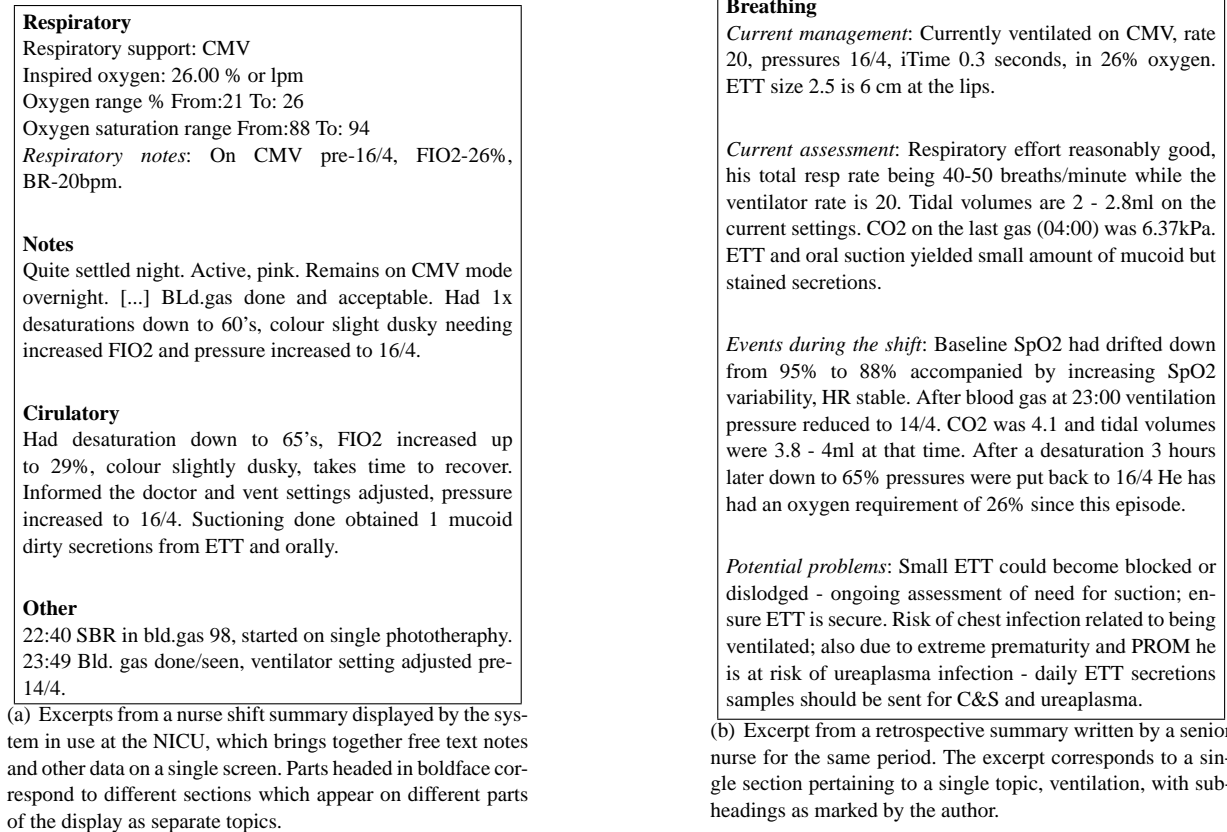 Respiratory
Respiratory support: CMV
Inspired oxygen: 26.00 % or lpm
Oxygen range % From:21 To: 26
Oxygen saturation range From:88 To: 94
Respiratory notes: On CMV pre-16/4, FIO2-26%,
BR-20bpm.
Notes
Quite settled night. Active, pink. Remains on CMV mode
overnight. [...] BLd.gas done and acceptable. Had 1x
desaturations down to 60's, colour slight dusky needing
increased FIO2 and pressure increased to 16/4.
Cirulatory
Had desaturation down to 65's, FIO2 increased up
to 29%, colour slightly dusky, takes time to recover.
Informed the doctor and vent settings adjusted, pressure
increased to 16/4. Suctioning done obtained 1 mucoid
dirty secretions from ETT and orally.
Other
22:40 SBR in bld.gas 98, started on single phototheraphy.
23:49 Bld. gas done/seen, ventilator setting adjusted pre-
14/4.
(a) Excerpts from a nurse shift summary displayed by the sys-
tem in use at the NICU, which brings together free text notes
and other data on a single screen. Parts headed in boldface cor-
respond to different sections which appear on different parts
of the display as separate topics.
Breathing
Current management: Currently ventilated on CMV, rate
20, pressures 16/4, iTime 0.3 seconds, in 26% oxygen.
ETT size 2.5 is 6 cm at the lips.
Current assessment: Respiratory effort reasonably good,
his total resp rate being 40-50 breaths/minute while the
ventilator rate is 20. Tidal volumes are 2 - 2.8ml on the
current settings. CO2 on the last gas (04:00) was 6.37kPa.
ETT and oral suction yielded small amount of mucoid but
stained secretions.
Events during the shift: Baseline SpO2 had drifted down
from 95% to 88% accompanied by increasing SpO2
variability, HR stable. After blood gas at 23:00 ventilation
pressure reduced to 14/4. CO2 was 4.1 and tidal volumes
were 3.8 - 4ml at that time. After a desaturation 3 hours
later down to 65% pressures were put back to 16/4 He has
had an oxygen requirement of 26% since this episode.
Potential problems: Small ETT could become blocked or
dislodged - ongoing assessment of need for suction; en-
sure ETT is secure. Risk of chest infection related to being
ventilated; also due to extreme prematurity and PROM he
is at risk of ureaplasma infection - daily ETT secretions
samples should be sent for C&S and ureaplasma.
(b) Excerpt from a retrospective summary written by a senior
nurse for the same period. The excerpt corresponds to a sin-
gle section pertaining to a single topic, ventilation, with sub-
headings as marked by the author.